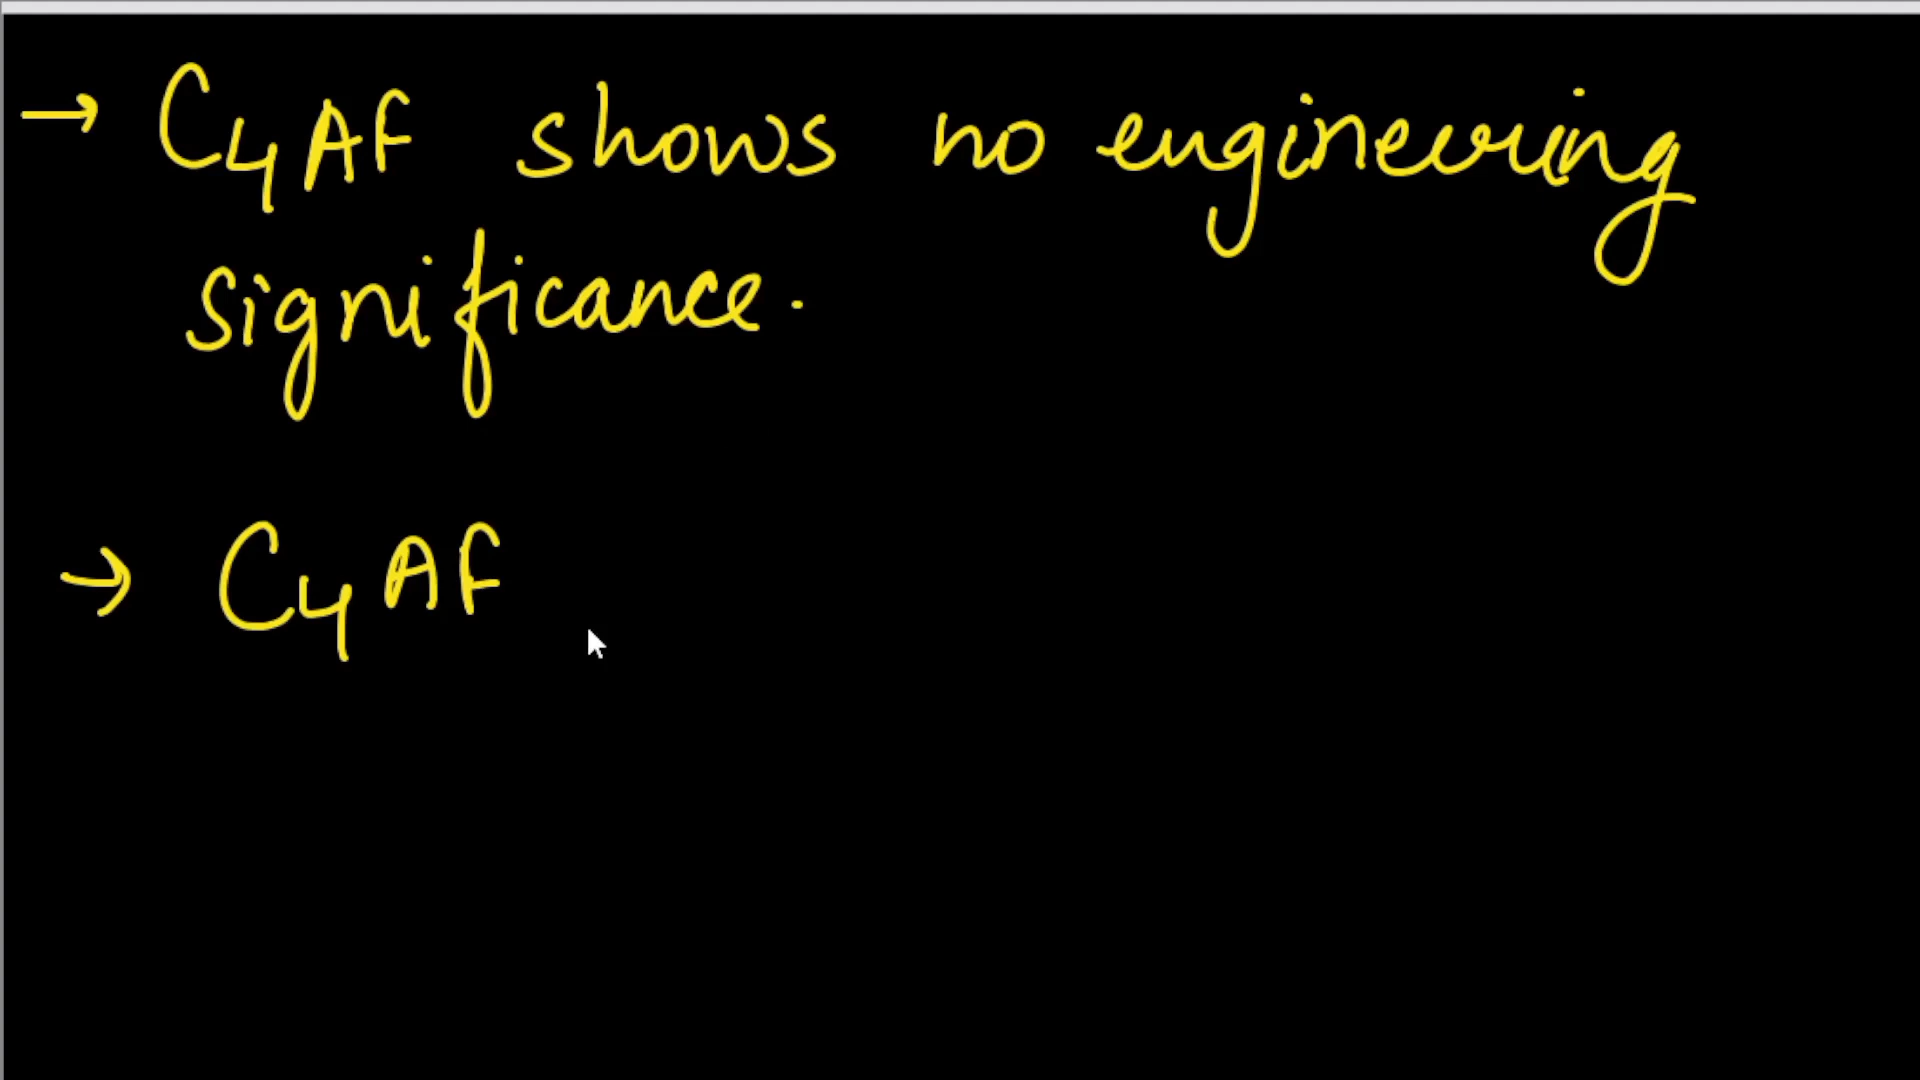 → C4AF shows no engineering
significance.
→ C4AF